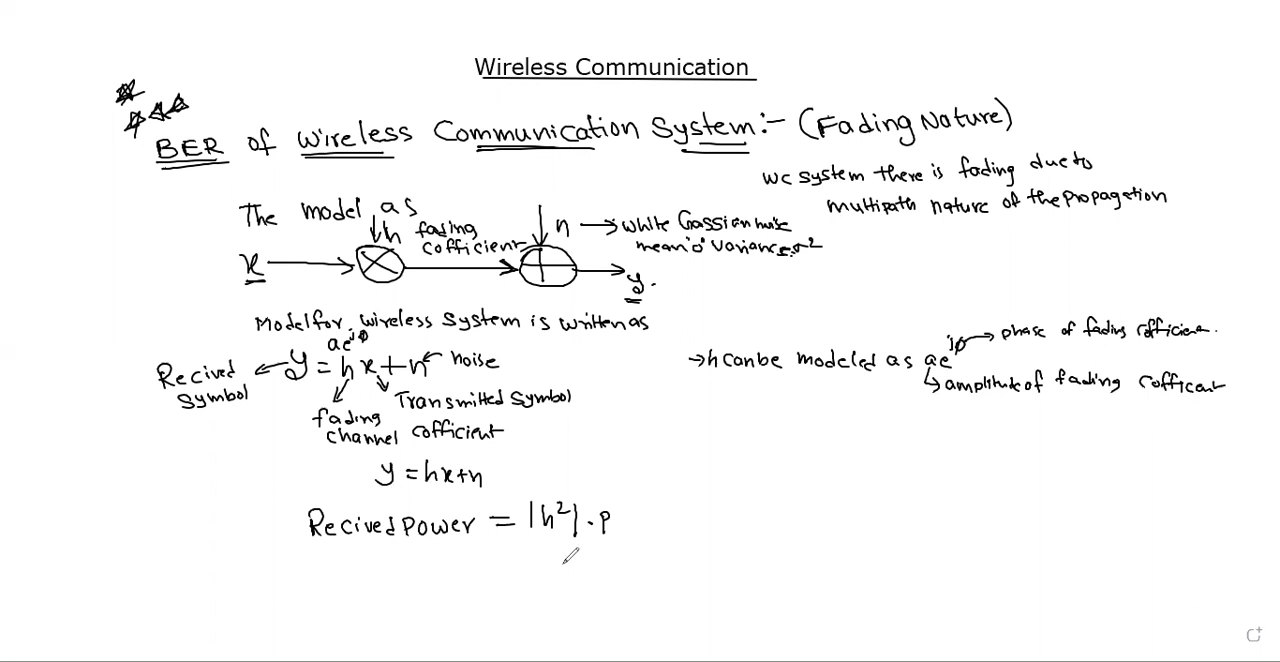 Wireless Communication
BER of Wireless Communication System:- (Fading Nature)
WC system there is fading due to
multipath nature of the propagation
The model as
h fading
cofficient
n → white Gassian noise
mean '0' variances σ²
x
y.
Model for wireless system is written as
ae^jφ
Recived
symbol ← y = hx+n ← noise
fading
channel cofficient
Transmitted symbol
→ h can be modeled as ae^jφ → phase of fading cofficient.
↳ amplitude of fading cofficant
y = hx+n
Recived power = |h²| . P